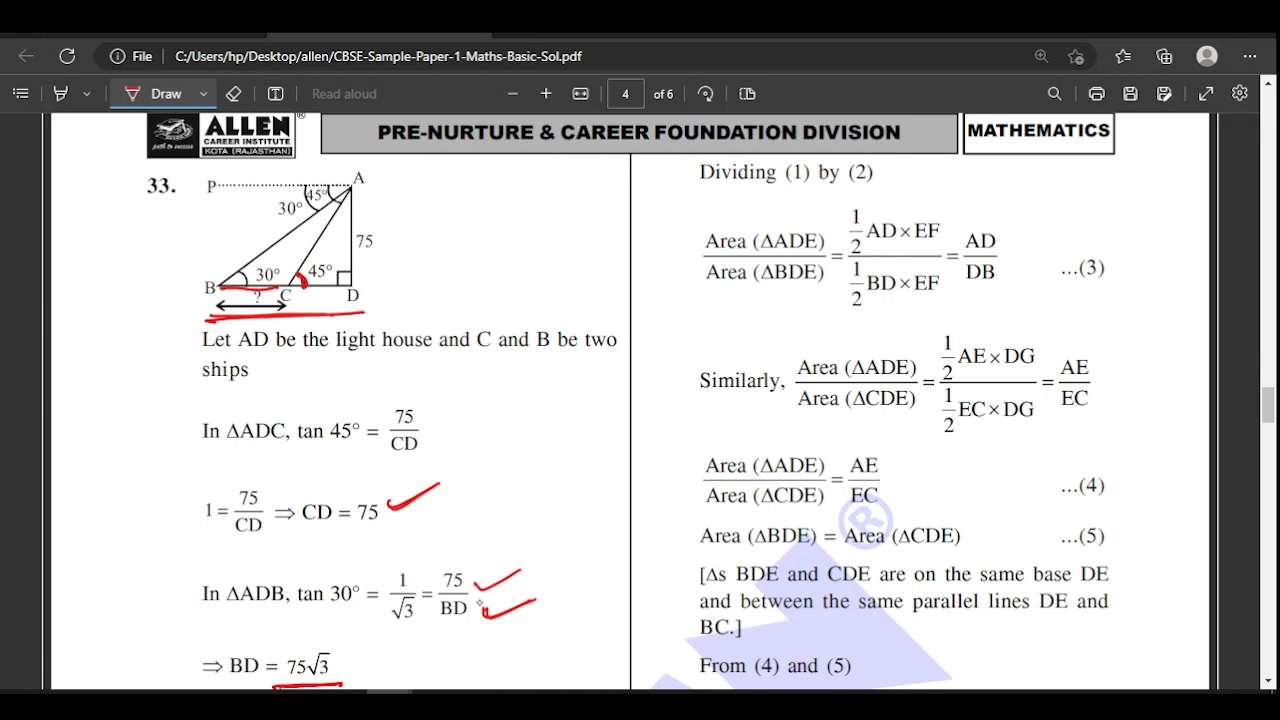 File C:/Users/hp/Desktop/allen/CBSE-Sample-Paper-1-Maths-Basic-Sol.pdf
Draw Read aloud 4 of 6
ALLEN
CAREER INSTITUTE
KOTA (RAJASTHAN)
path to success
®
PRE-NURTURE & CAREER FOUNDATION DIVISION
MATHEMATICS
33.
P A
45°
30°
75
30° 45°
B ? C D
Let AD be the light house and C and B be two
ships
In ΔADC, tan 45° = 75/CD
1 = 75/CD ⇒ CD = 75
In ΔADB, tan 30° = 1/√3 = 75/BD
⇒ BD = 75√3
Dividing (1) by (2)
Area (ΔADE)/Area (ΔBDE) = (1/2 AD × EF)/(1/2 BD × EF) = AD/DB ...(3)
Similarly, Area (ΔADE)/Area (ΔCDE) = (1/2 AE × DG)/(1/2 EC × DG) = AE/EC
Area (ΔADE)/Area (ΔCDE) = AE/EC ...(4)
®
Area (ΔBDE) = Area (ΔCDE) ...(5)
[Δs BDE and CDE are on the same base DE
and between the same parallel lines DE and
BC.]
From (4) and (5)